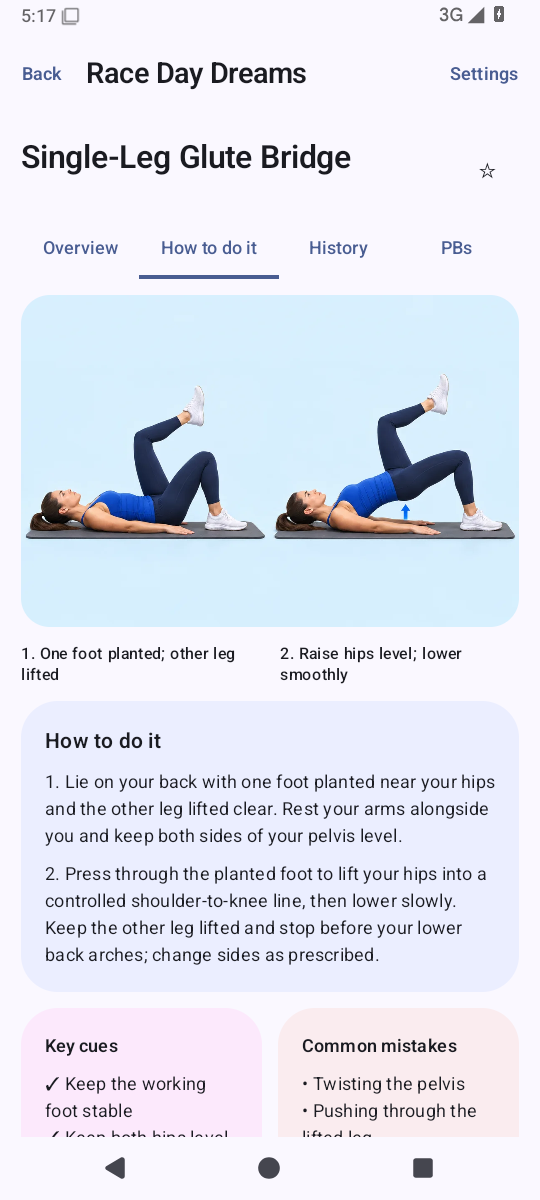 5:17
3G
Back
Race Day Dreams
Settings
Single-Leg Glute Bridge
☆
Overview
How to do it
History
PBs
1. One foot planted; other leg
lifted
2. Raise hips level; lower
smoothly
How to do it
1. Lie on your back with one foot planted near your hips
and the other leg lifted clear. Rest your arms alongside
you and keep both sides of your pelvis level.
2. Press through the planted foot to lift your hips into a
controlled shoulder-to-knee line, then lower slowly.
Keep the other leg lifted and stop before your lower
back arches; change sides as prescribed.
Key cues
✓ Keep the working
foot stable
✓ Keep both hips level
Common mistakes
• Twisting the pelvis
• Pushing through the
lifted leg